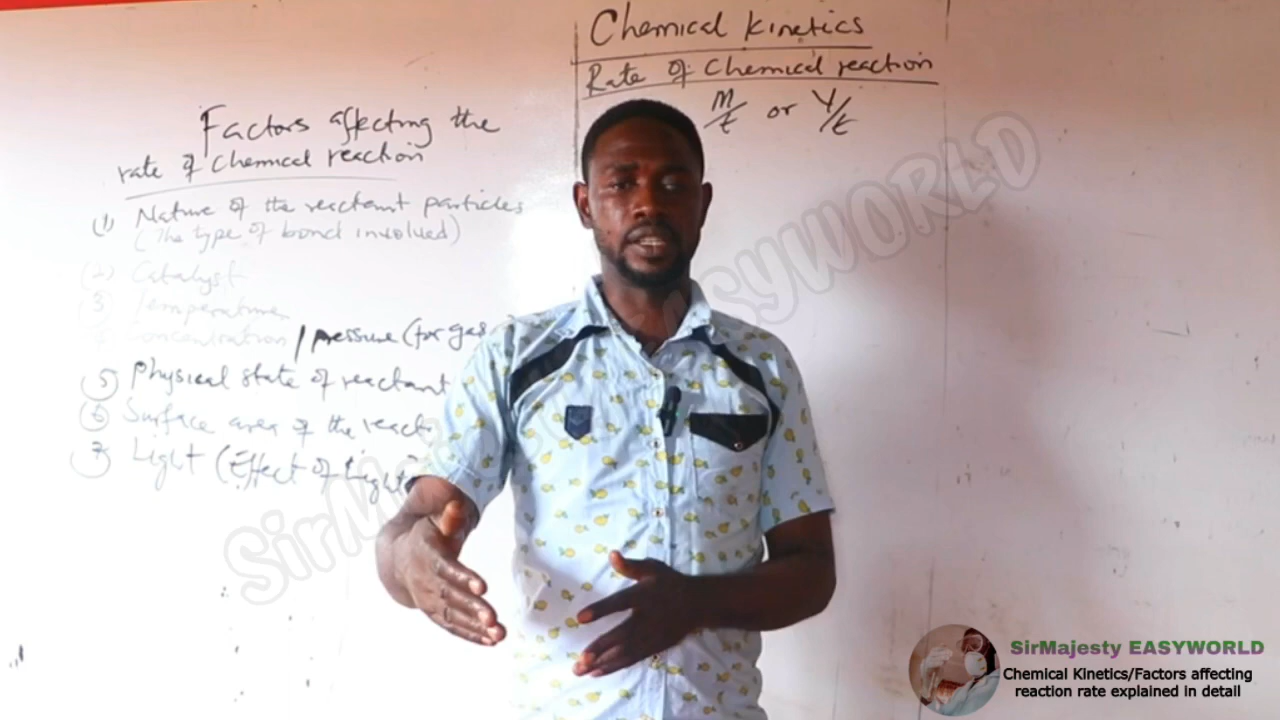 Chemical Kinetics
Rate of Chemical reaction
M/t or V/t
Factors affecting the
rate of chemical reaction
(1) Nature of the reactant particles
(The type of bond involved)
(2) Catalyst
(3) Temperature
Concentration / pressure (for gas
(5) Physical state of reactant
(6) Surface area of the react
(7) Light (Effect of Light
SirMajesty EASYWORLD
Chemical Kinetics/Factors affecting
reaction rate explained in detail